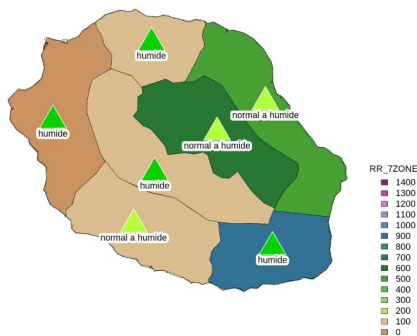 humide
normal a humide
humide
normal a humide
humide
normal a humide
humide
RR_7ZONE
1400
1300
1200
1100
1000
900
800
700
600
500
400
300
200
100
0